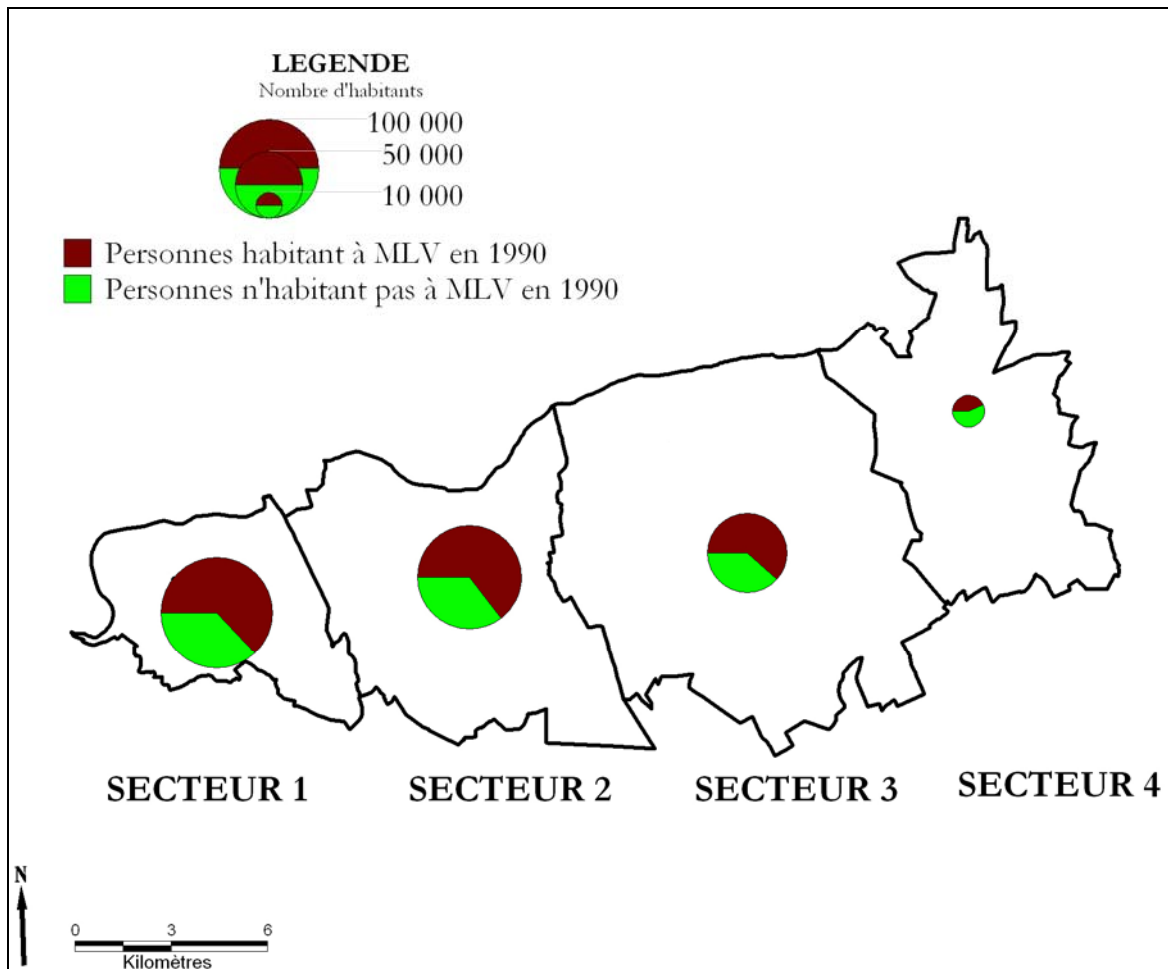 LEGENDE
Nombre d'habitants
100 000
50 000
10 000
Personnes habitant à MLV en 1990
Personnes n'habitant pas à MLV en 1990
SECTEUR 1
SECTEUR 2
SECTEUR 3
SECTEUR 4
N
0 3 6
Kilomètres